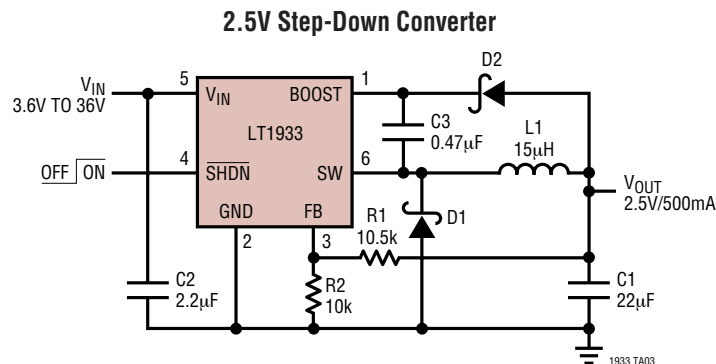 2.5V Step-Down Converter
D2
VIN
3.6V TO 36V
5
VIN
BOOST
1
LT1933
C3
0.47µF
L1
15µH
OFF ON
4
SHDN
SW
6
VOUT
2.5V/500mA
GND
FB
R1
10.5k
D1
2
3
C2
2.2µF
R2
10k
C1
22µF
1933 TA03